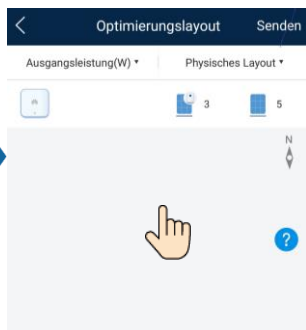 Optimierungslayout Senden
Ausgangsleistung(W) Physisches Layout
3 5
N
?